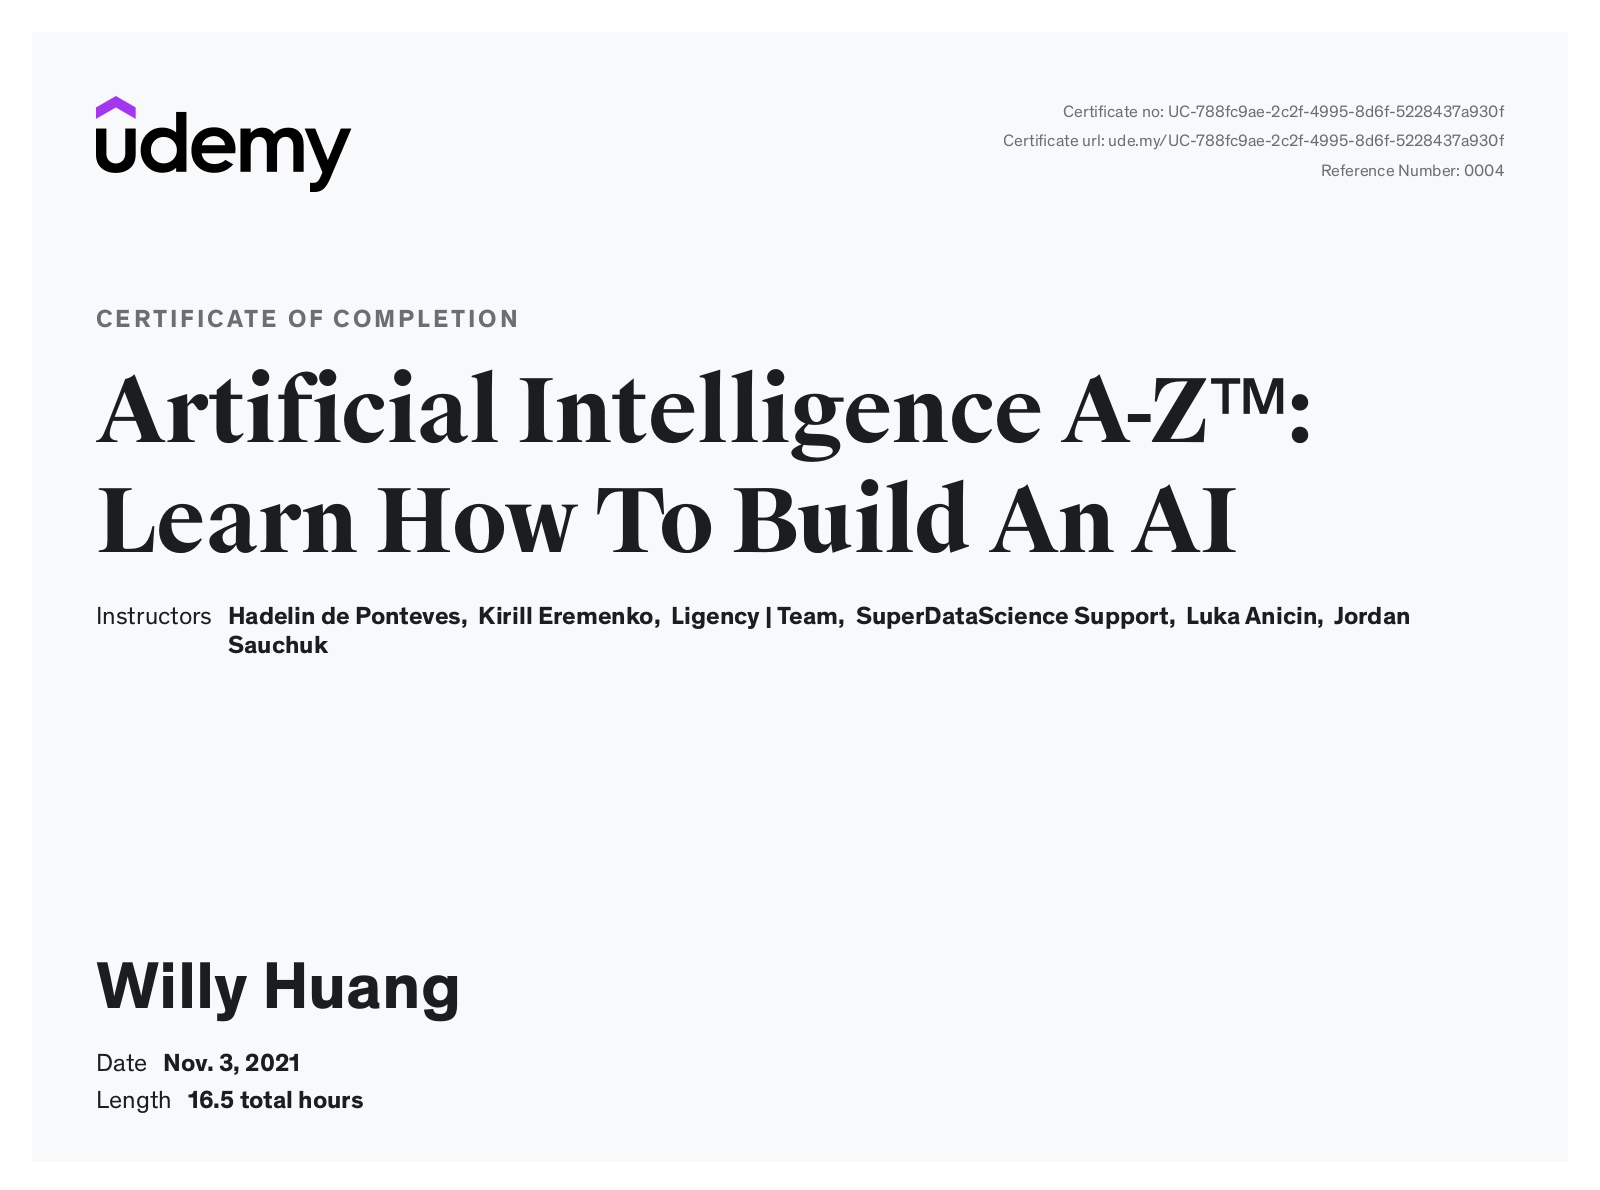 udemy
Certificate no: UC-788fc9ae-2c2f-4995-8d6f-5228437a930f
Certificate url: ude.my/UC-788fc9ae-2c2f-4995-8d6f-5228437a930f
Reference Number: 0004
CERTIFICATE OF COMPLETION
Artificial Intelligence A-Z™:
Learn How To Build An AI
Instructors Hadelin de Ponteves, Kirill Eremenko, Ligency | Team, SuperDataScience Support, Luka Anicin, Jordan
Sauchuk
Willy Huang
Date Nov. 3, 2021
Length 16.5 total hours